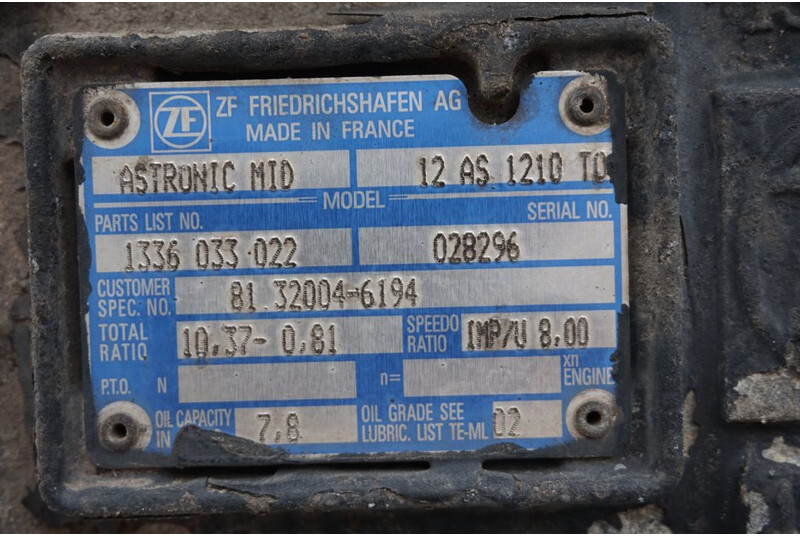 ZF ZF FRIEDRICHSHAFEN AG
MADE IN FRANCE
ASTRONIC MID 12 AS 1210 TO
MODEL
PARTS LIST NO. SERIAL NO.
1336 033 022 028296
CUSTOMER SPEC. NO. 81.32004-6194
TOTAL RATIO 10,37- 0,81 SPEEDO RATIO IMP/U 8,00
P.T.O. N n= xn ENGINE
OIL CAPACITY IN 7,8 OIL GRADE SEE LUBRIC. LIST TE-ML 02